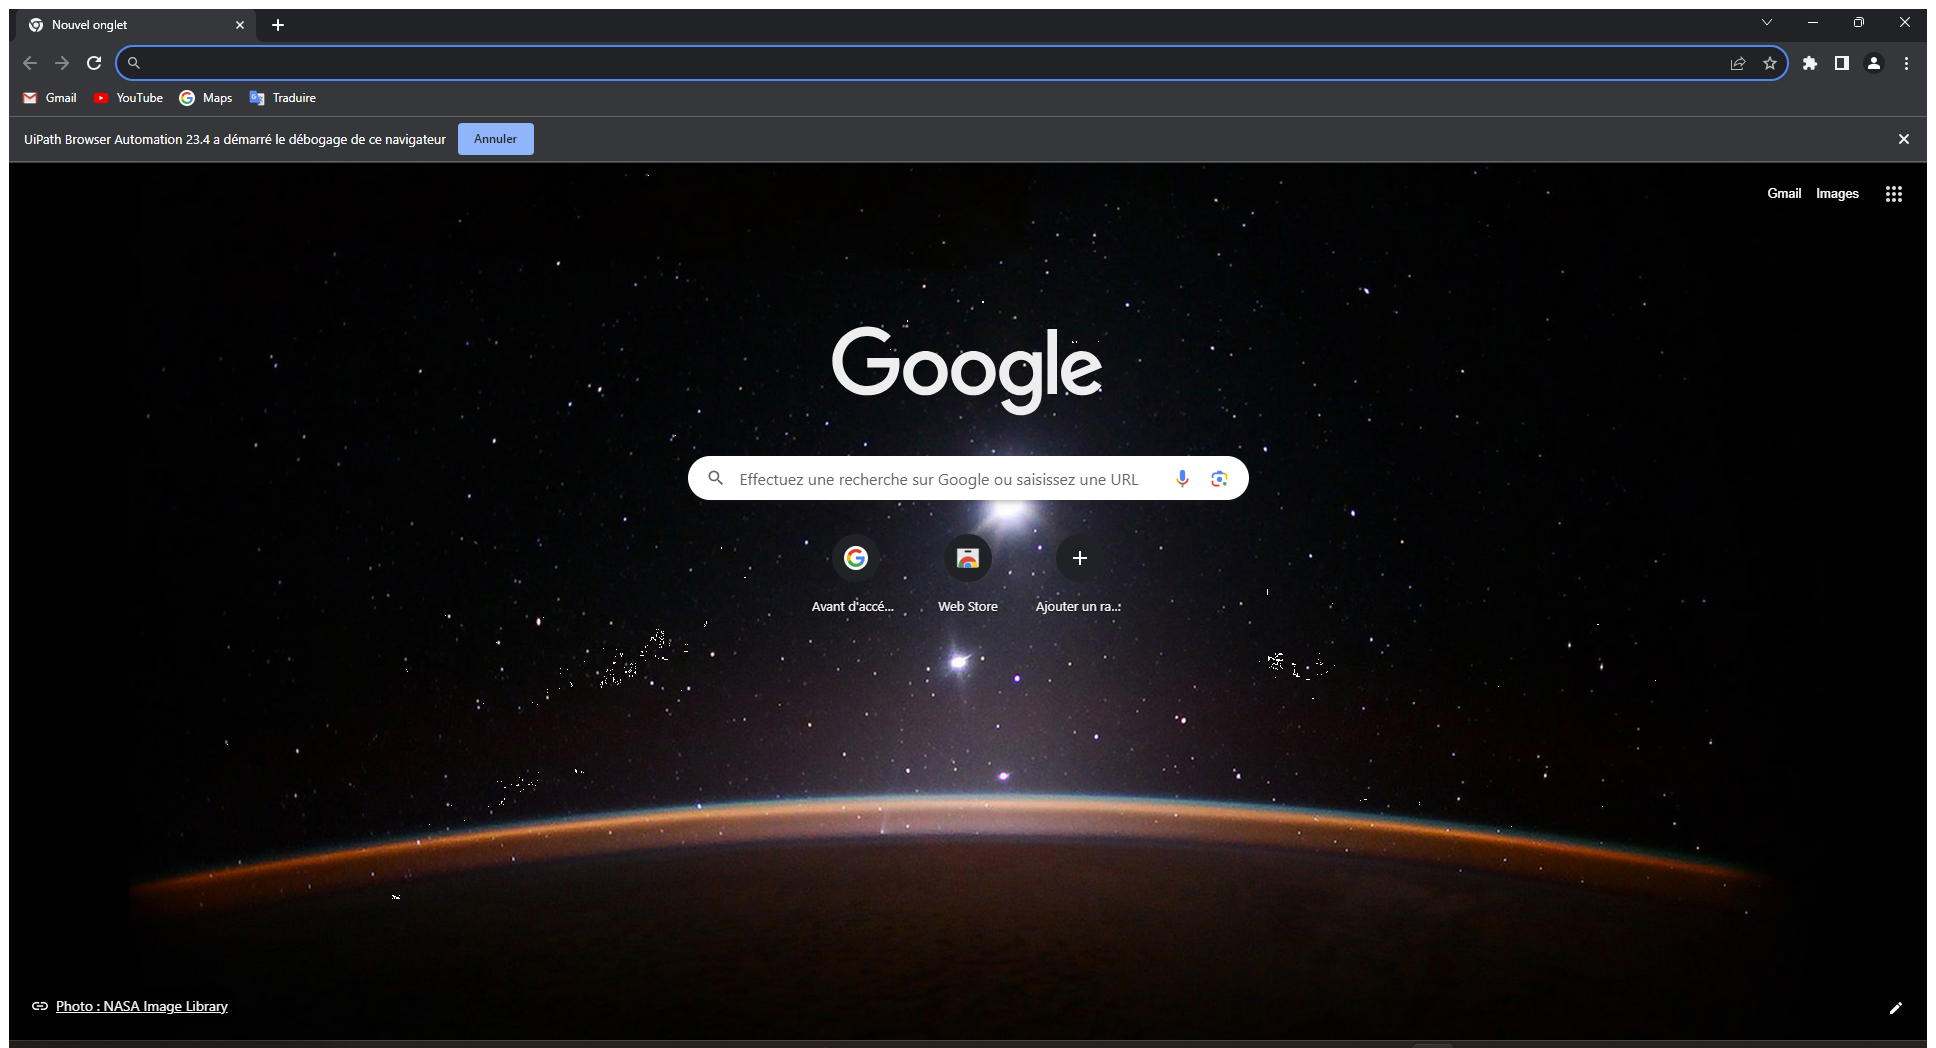 Nouvel onglet
Gmail YouTube Maps Traduire
UiPath Browser Automation 23.4 a démarré le débogage de ce navigateur Annuler
Gmail Images
Google
Effectuez une recherche sur Google ou saisissez une URL
Avant d'accé... Web Store Ajouter un ra...
Photo : NASA Image Library